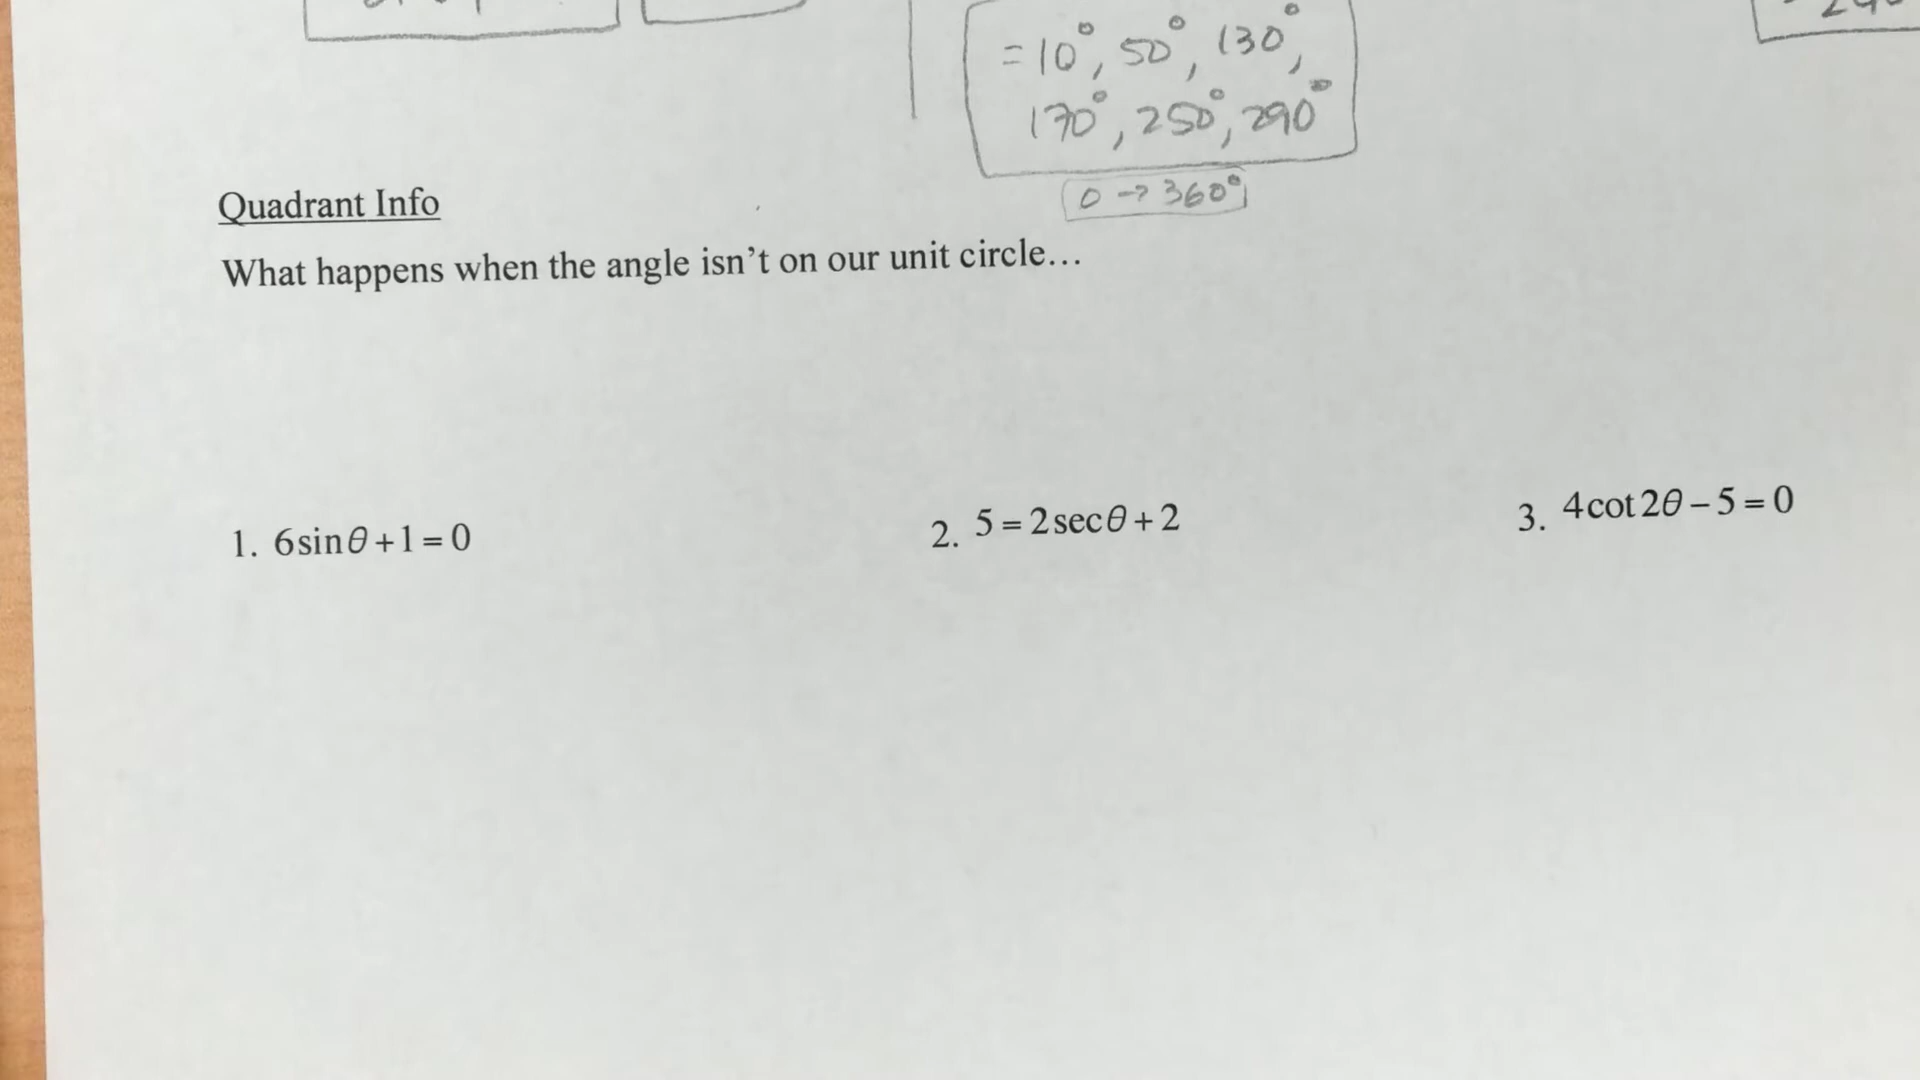 =10°, 50°, 130°,
170°, 250°, 290°
0→360°
Quadrant Info
What happens when the angle isn't on our unit circle...
1. 6sinθ+1=0
2. 5=2secθ+2
3. 4cot2θ-5=0